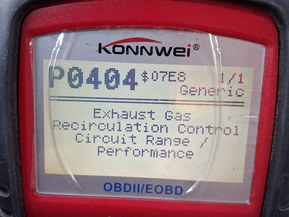 KONNWEI®
P0404 $07E8 1/1
Generic
Exhaust Gas
Recirculation Control
Circuit Range /
Performance
OBDII/EOBD